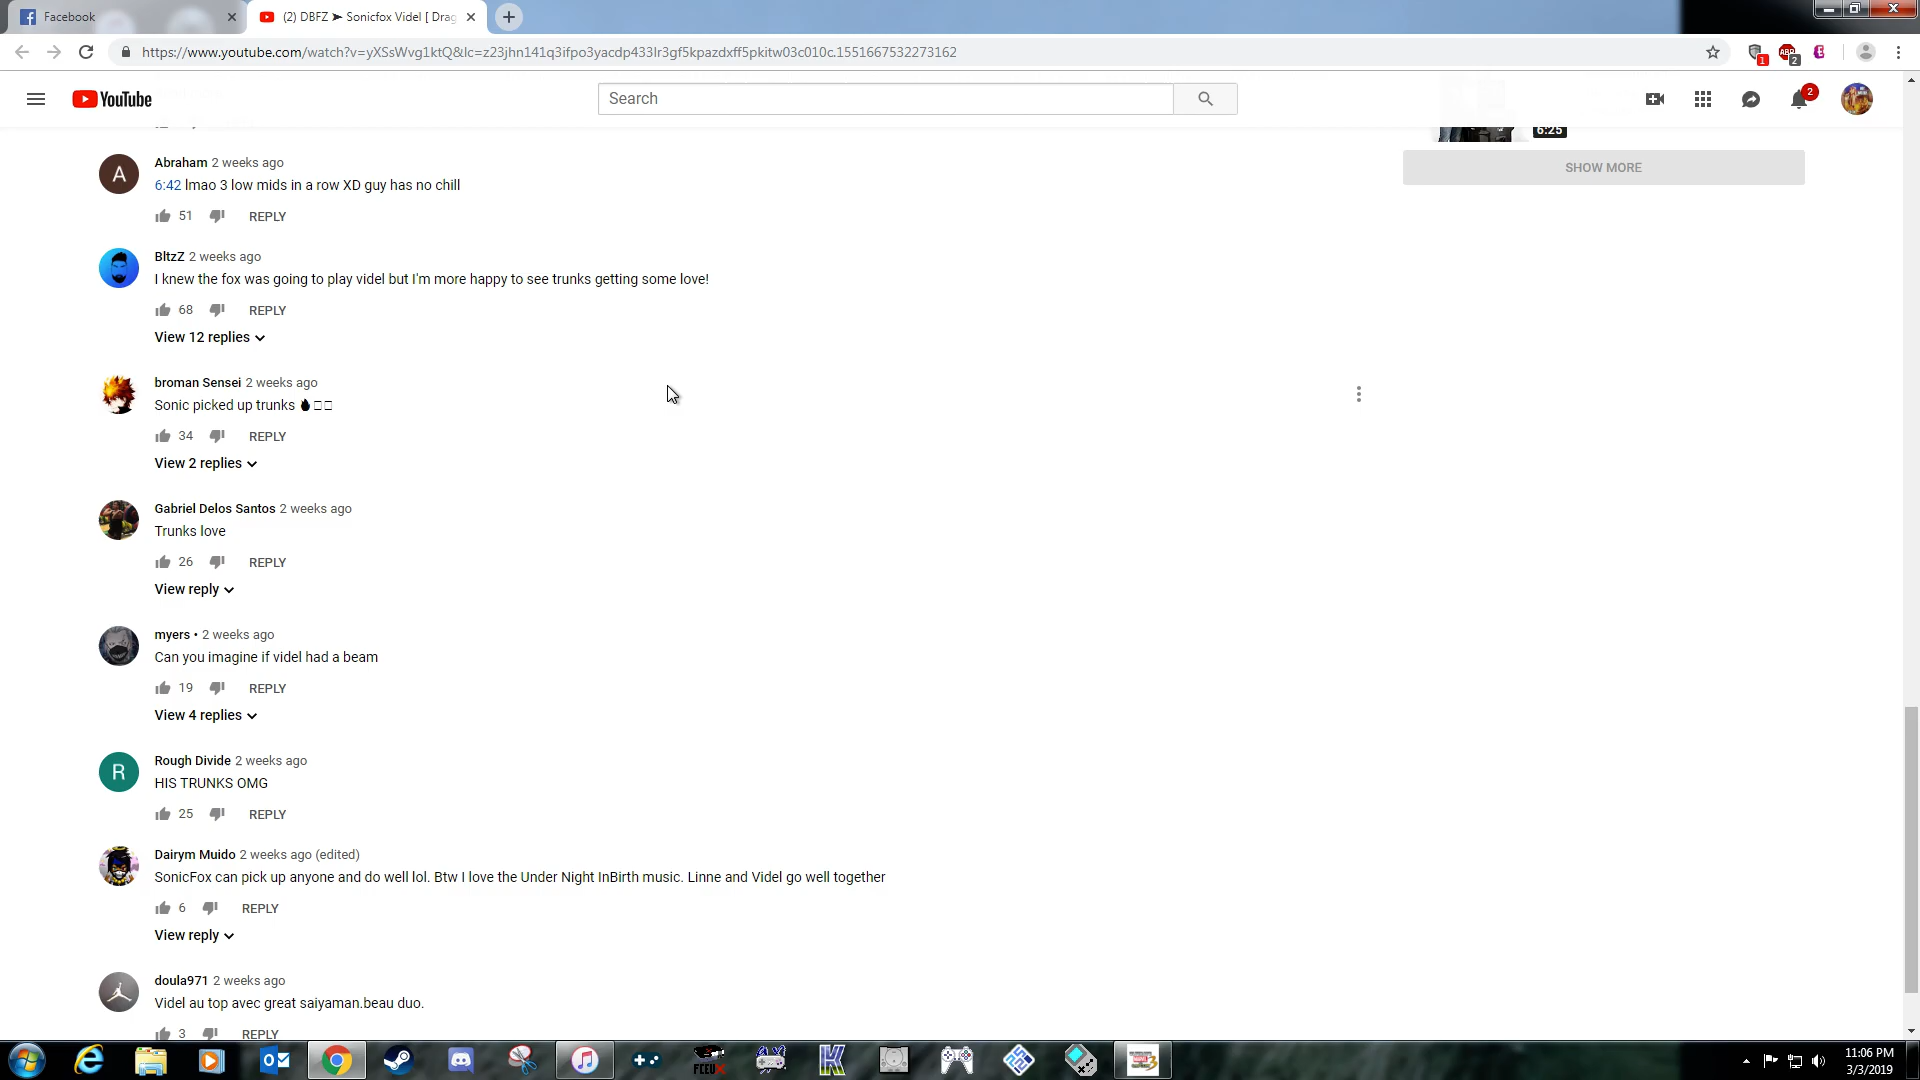 Facebook
(2) DBFZ ➤ Sonicfox Videl [ Drag
https://www.youtube.com/watch?v=yXSsWvg1ktQ&lc=z23jhn141q3ifpo3yacdp433lr3gf5kpazdxff5pkitw03c010c.1551667532273162
1
ABP
2
YouTube
Search
2
6:25
SHOW MORE
A
Abraham 2 weeks ago
6:42 lmao 3 low mids in a row XD guy has no chill
51 REPLY
BltzZ 2 weeks ago
I knew the fox was going to play videl but I'm more happy to see trunks getting some love!
68 REPLY
View 12 replies
broman Sensei 2 weeks ago
Sonic picked up trunks
34 REPLY
View 2 replies
Gabriel Delos Santos 2 weeks ago
Trunks love
26 REPLY
View reply
myers • 2 weeks ago
Can you imagine if videl had a beam
19 REPLY
View 4 replies
R
Rough Divide 2 weeks ago
HIS TRUNKS OMG
25 REPLY
Dairym Muido 2 weeks ago (edited)
SonicFox can pick up anyone and do well lol. Btw I love the Under Night InBirth music. Linne and Videl go well together
6 REPLY
View reply
doula971 2 weeks ago
Videl au top avec great saiyaman.beau duo.
3 REPLY
FCEUX
11:06 PM
3/3/2019